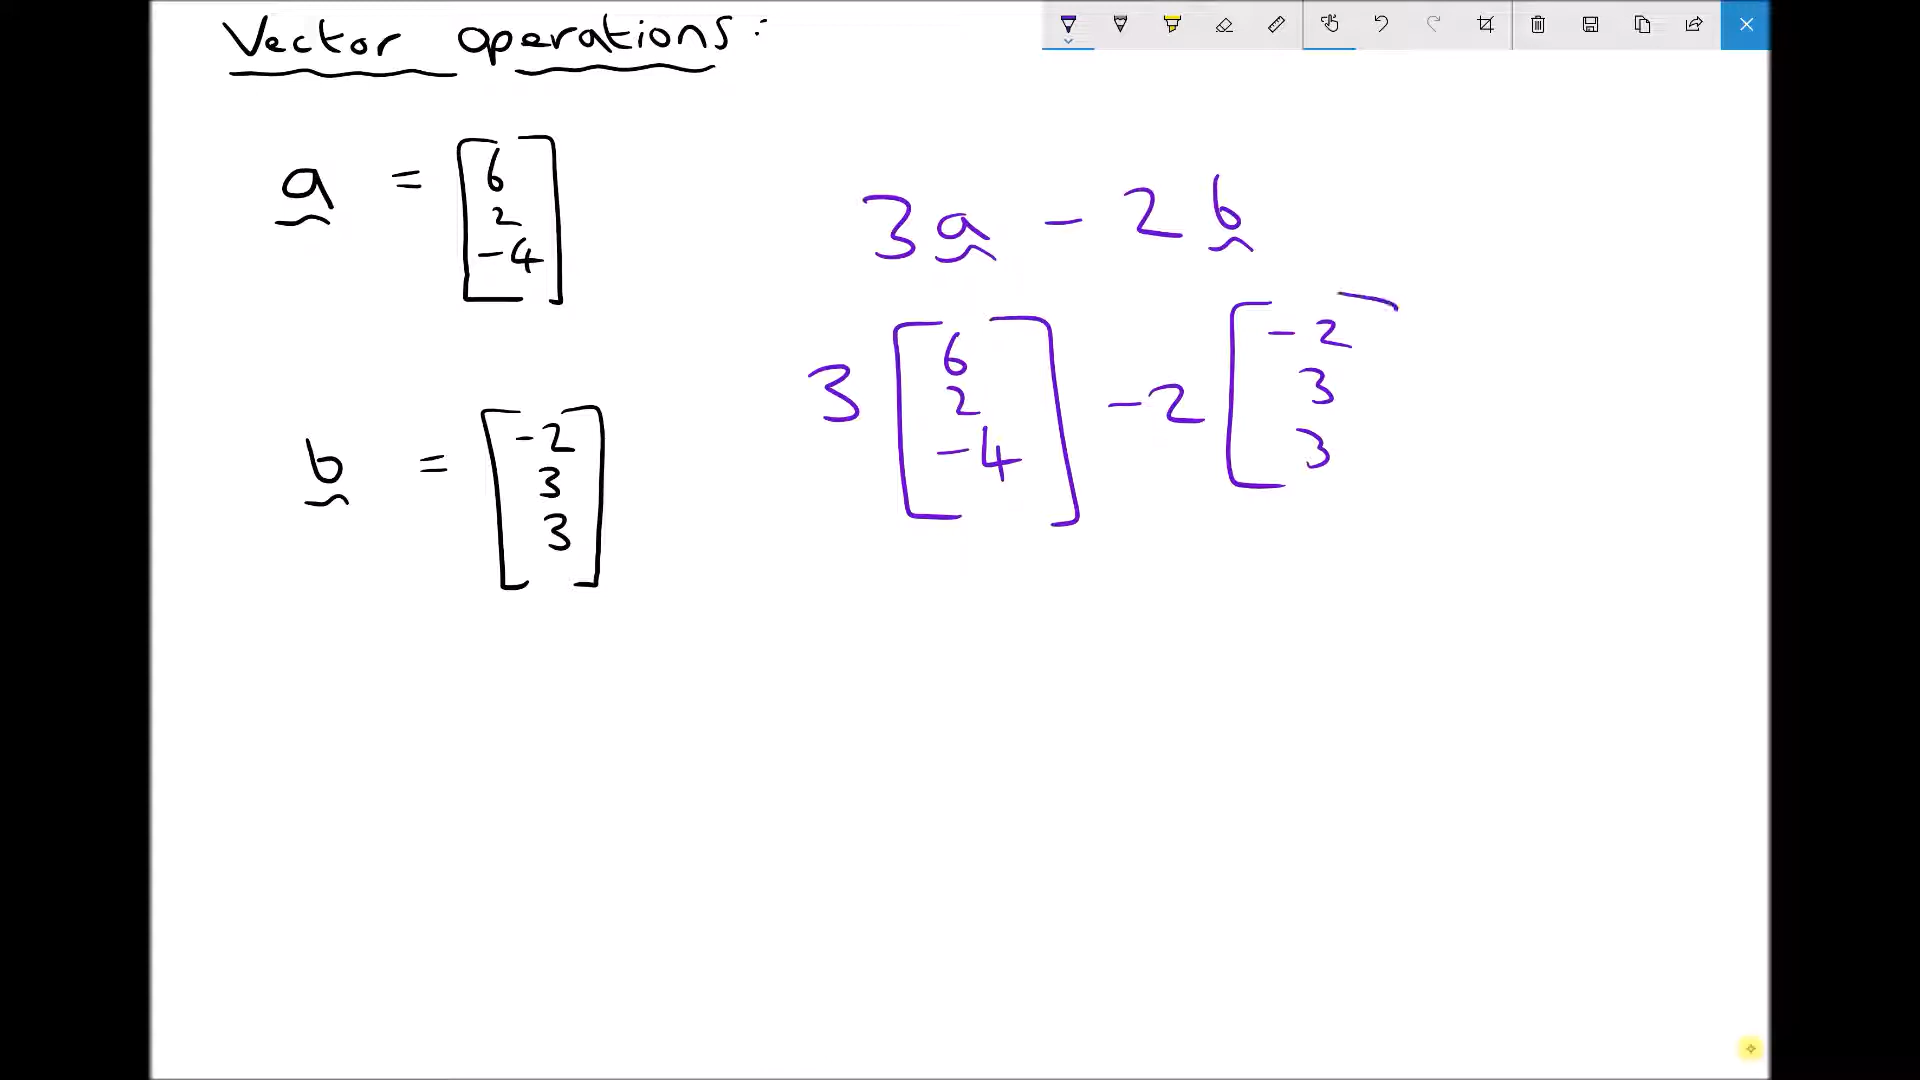 Vector operations:
a = [6
2
-4]
b = [-2
3
3]
3a - 2b
3 [6
2
-4] -2 [-2
3
3